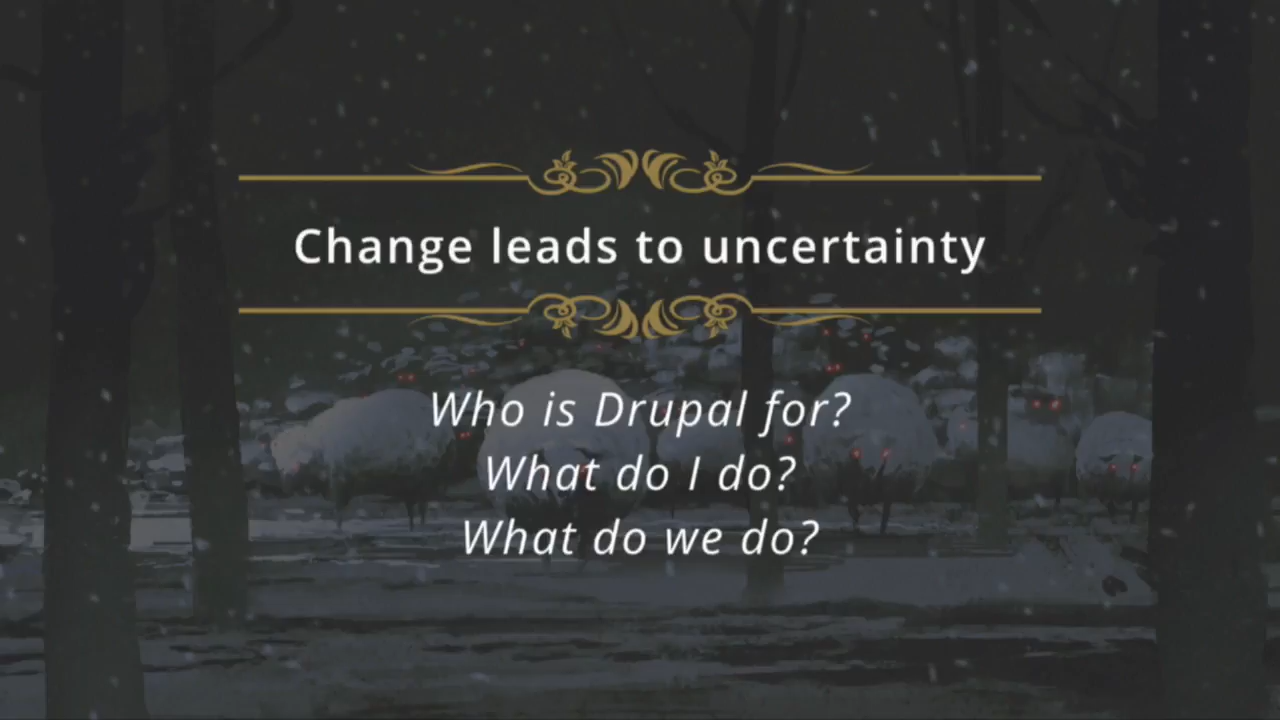 Change leads to uncertainty
Who is Drupal for?
What do I do?
What do we do?